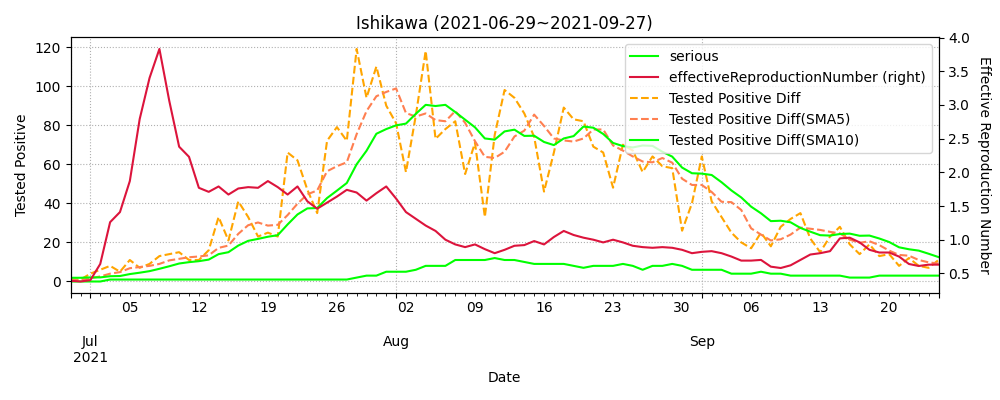 Ishikawa (2021-06-29~2021-09-27)
Tested Positive
120
100
80
60
40
20
0
4.0
3.5
3.0
2.5
2.0
1.5
1.0
0.5
Effective Reproduction Number
serious
effectiveReproductionNumber (right)
Tested Positive Diff
Tested Positive Diff(SMA5)
Tested Positive Diff(SMA10)
05 12 19 26 02 09 16 23 30 06 13 20
Jul Aug Sep
2021
Date